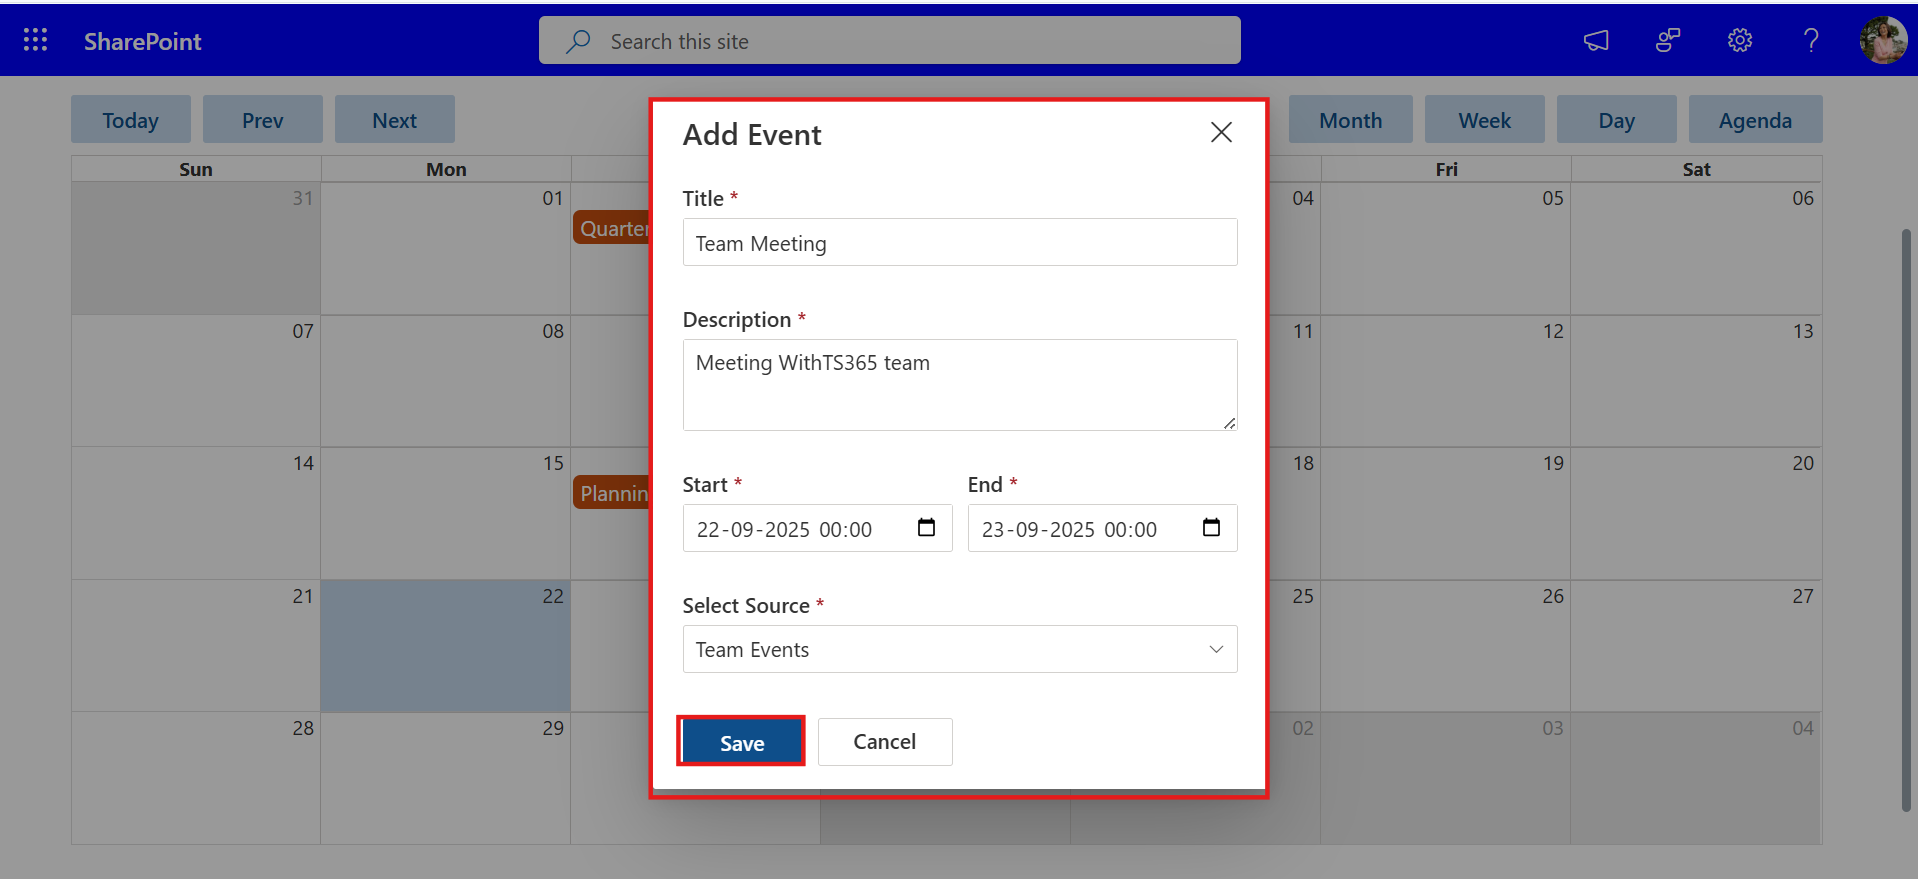 SharePoint
Search this site
?
Today Prev Next
Month Week Day Agenda
Sun Mon Fri Sat
31 01 04 05 06
Quarter
07 08 11 12 13
14 15 18 19 20
Plannin
21 22 25 26 27
28 29 02 03 04
Add Event
Title *
Team Meeting
Description *
Meeting WithTS365 team
Start * End *
22-09-2025 00:00 23-09-2025 00:00
Select Source *
Team Events
Save Cancel